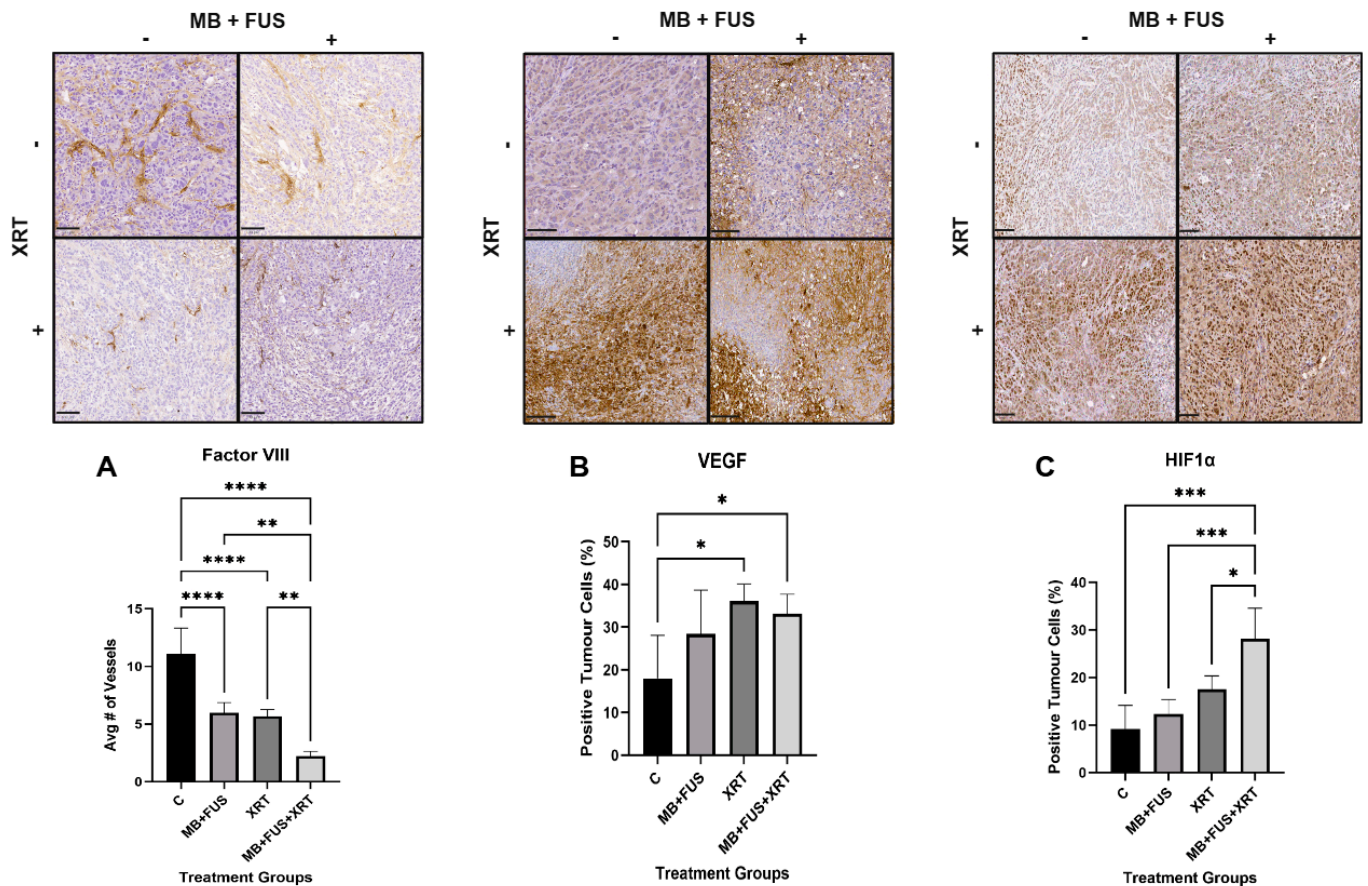 MB + FUS
- +
XRT
-
+
MB + FUS
- +
XRT
-
+
MB + FUS
- +
XRT
-
+
A
Factor VIII
****
**
****
**** **
Avg # of Vessels
15
10
5
0
C
MB+FUS
XRT
MB+FUS+XRT
Treatment Groups
B
VEGF
*
*
Positive Tumour Cells (%)
50
40
30
20
10
0
C
MB+FUS
XRT
MB+FUS+XRT
Treatment Groups
C
HIF1α
***
***
*
Positive Tumour Cells (%)
40
30
20
10
0
C
MB+FUS
XRT
MB+FUS+XRT
Treatment Groups